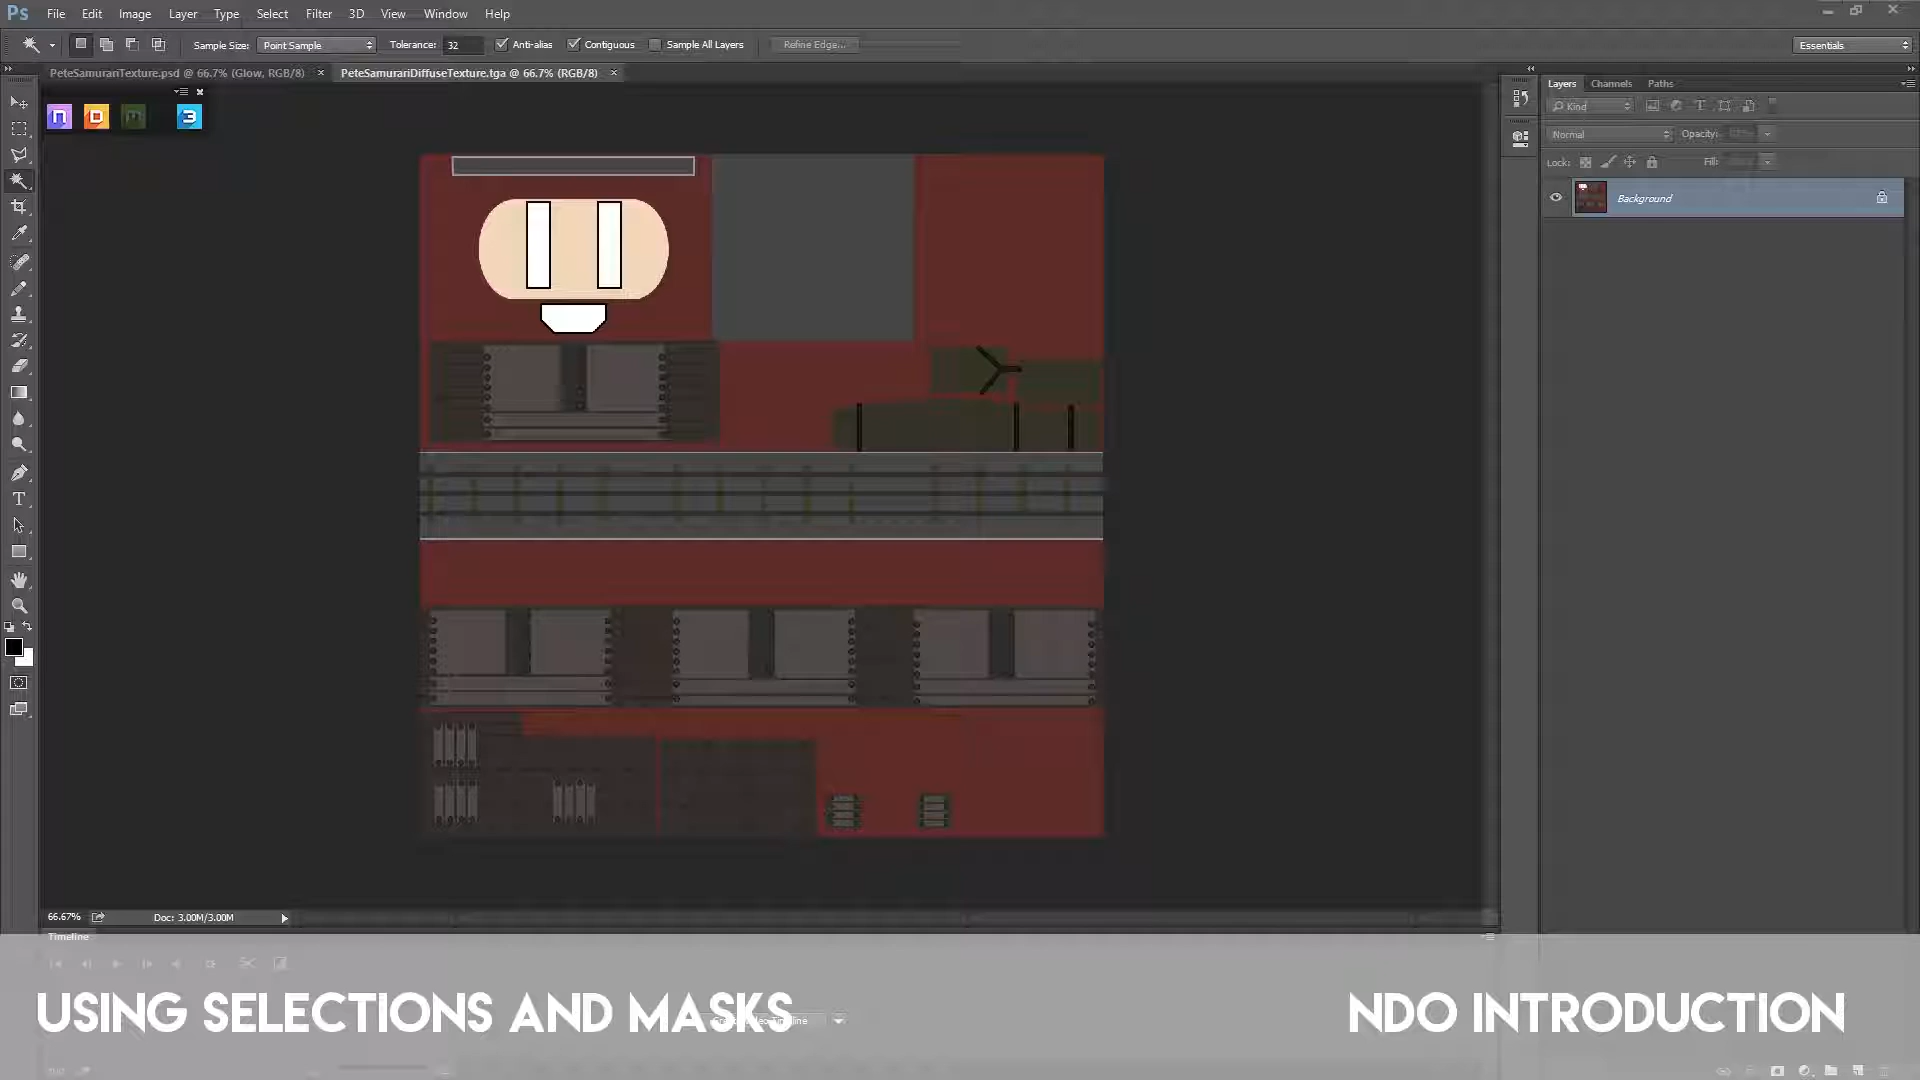 Ps File Edit Image Layer Type Select Filter 3D View Window Help
Sample Size: Point Sample Tolerance: 32 Anti-alias Contiguous Sample All Layers Refine Edge... Essentials
PeteSamuraiTexture.psd @ 66.7% (Glow, RGB/8) × PeteSamurariDiffuseTexture.tga @ 66.7% (RGB/8) ×
Layers Channels Paths
Kind
Normal Opacity:
Lock: Fill:
Background
66.67% Doc: 3.00M/3.00M
Timeline
USING SELECTIONS AND MASKS
NDO INTRODUCTION